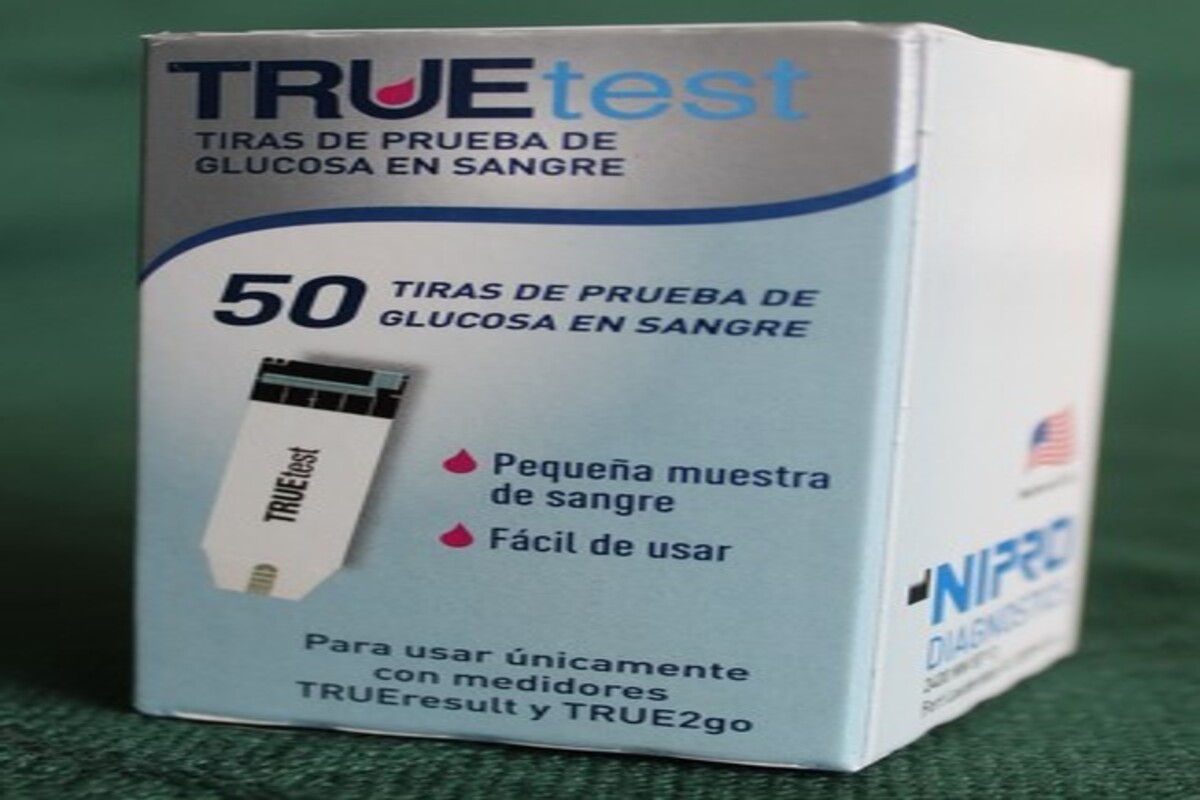 TRUEtest
TIRAS DE PRUEBA DE
GLUCOSA EN SANGRE
50 TIRAS DE PRUEBA DE
GLUCOSA EN SANGRE
TRUEtest
Pequeña muestra
de sangre
Fácil de usar
Para usar únicamente
con medidores
TRUEresult y TRUE2go
NIPRO
DIAGNOSTICS